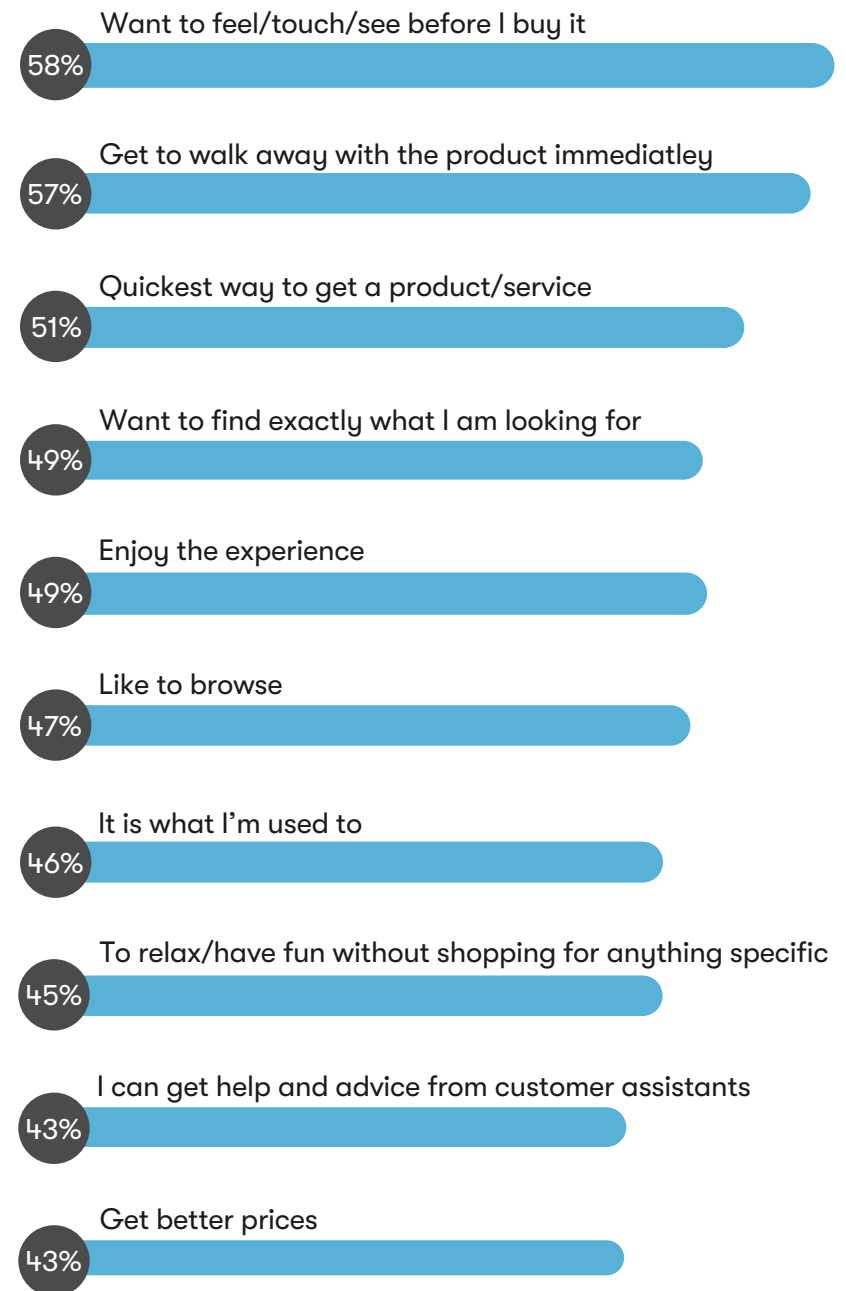 Want to feel/touch/see before I buy it
58%
Get to walk away with the product immediatley
57%
Quickest way to get a product/service
51%
Want to find exactly what I am looking for
49%
Enjoy the experience
49%
Like to browse
47%
It is what I’m used to
46%
To relax/have fun without shopping for anything specific
45%
I can get help and advice from customer assistants
43%
Get better prices
43%